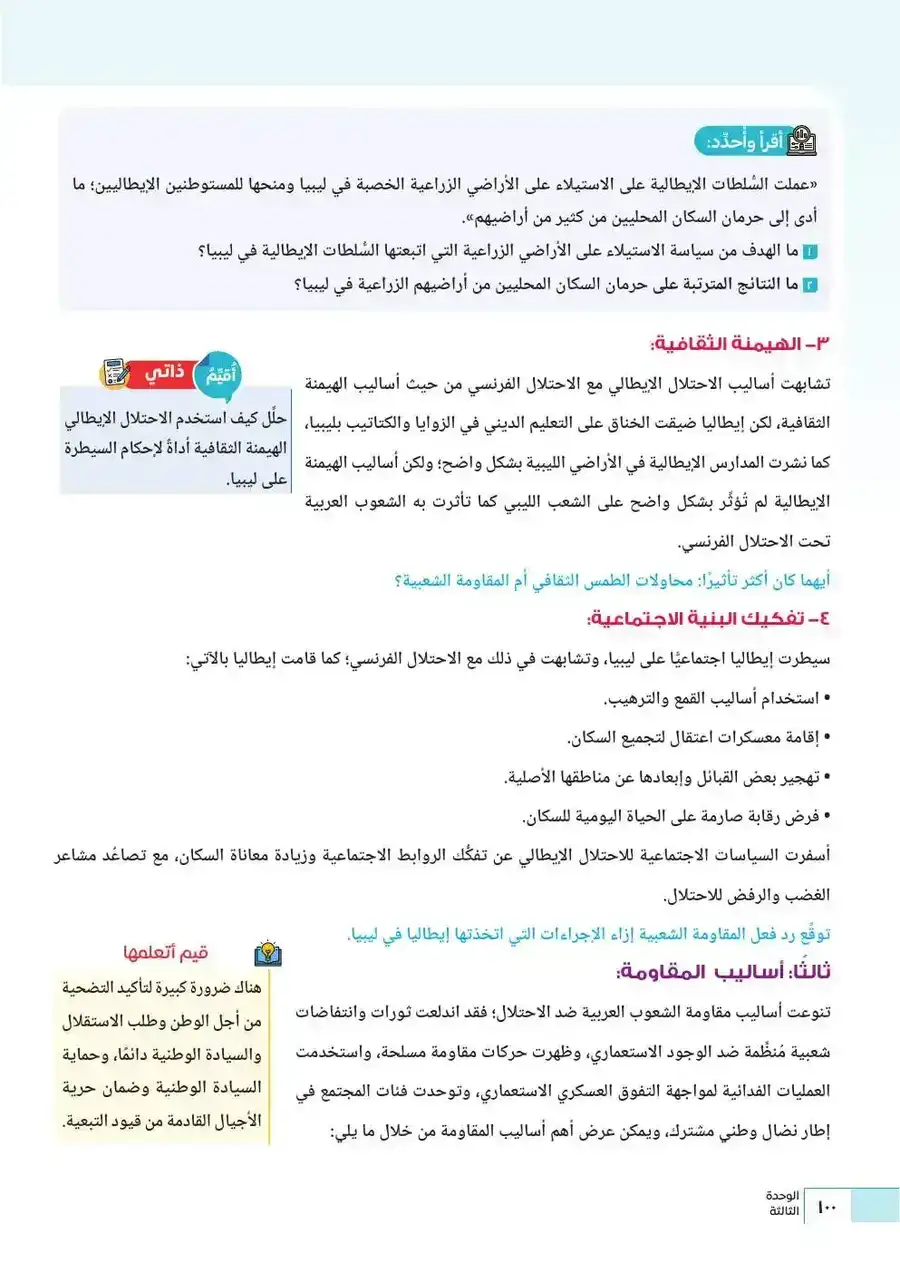 أقرأ وأحدِّد:
«عملت السُّلطات الإيطالية على الاستيلاء على الأراضي الزراعية الخصبة في ليبيا ومنحها للمستوطنين الإيطاليين؛ ما
أدى إلى حرمان السكان المحليين من كثير من أراضيهم».
١ ما الهدف من سياسة الاستيلاء على الأراضي الزراعية التي اتبعتها السُّلطات الإيطالية في ليبيا؟
٢ ما النتائج المترتبة على حرمان السكان المحليين من أراضيهم الزراعية في ليبيا؟
٣- الهيمنة الثقافية:
تشابهت أساليب الاحتلال الإيطالي مع الاحتلال الفرنسي من حيث أساليب الهيمنة
الثقافية، لكن إيطاليا ضيقت الخناق على التعليم الديني في الزوايا والكتاتيب بليبيا،
كما نشرت المدارس الإيطالية في الأراضي الليبية بشكل واضح؛ ولكن أساليب الهيمنة
الإيطالية لم تُؤثِّر بشكل واضح على الشعب الليبي كما تأثرت به الشعوب العربية
تحت الاحتلال الفرنسي.
أُقيِّمُ ذاتي
حلِّل كيف استخدم الاحتلال الإيطالي
الهيمنة الثقافية أداةً لإحكام السيطرة
على ليبيا.
أيهما كان أكثر تأثيرًا: محاولات الطمس الثقافي أم المقاومة الشعبية؟
٤- تفكيك البنية الاجتماعية:
سيطرت إيطاليا اجتماعيًّا على ليبيا، وتشابهت في ذلك مع الاحتلال الفرنسي؛ كما قامت إيطاليا بالآتي:
• استخدام أساليب القمع والترهيب.
• إقامة معسكرات اعتقال لتجميع السكان.
• تهجير بعض القبائل وإبعادها عن مناطقها الأصلية.
• فرض رقابة صارمة على الحياة اليومية للسكان.
أسفرت السياسات الاجتماعية للاحتلال الإيطالي عن تفكُّك الروابط الاجتماعية وزيادة معاناة السكان، مع تصاعُد مشاعر
الغضب والرفض للاحتلال.
توقَّع رد فعل المقاومة الشعبية إزاء الإجراءات التي اتخذتها إيطاليا في ليبيا.
ثالثًا: أساليب المقاومة:
تنوعت أساليب مقاومة الشعوب العربية ضد الاحتلال؛ فقد اندلعت ثورات وانتفاضات
شعبية مُنظَّمة ضد الوجود الاستعماري، وظهرت حركات مقاومة مسلحة، واستخدمت
العمليات الفدائية لمواجهة التفوق العسكري الاستعماري، وتوحدت فئات المجتمع في
إطار نضال وطني مشترك، ويمكن عرض أهم أساليب المقاومة من خلال ما يلي:
قيم أتعلمها
هناك ضرورة كبيرة لتأكيد التضحية
من أجل الوطن وطلب الاستقلال
والسيادة الوطنية دائمًا، وحماية
السيادة الوطنية وضمان حرية
الأجيال القادمة من قيود التبعية.
١٠٠
الوحدة
الثالثة